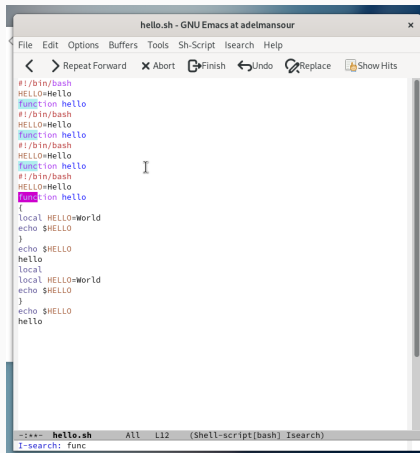 hello.sh - GNU Emacs at adelmansour
File Edit Options Buffers Tools Sh-Script Isearch Help
Repeat Forward Abort Finish Undo Replace Show Hits
#!/bin/bash
HELLO=Hello
function hello
#!/bin/bash
HELLO=Hello
function hello
#!/bin/bash
HELLO=Hello
function hello
#!/bin/bash
HELLO=Hello
function hello
{
local HELLO=World
echo $HELLO
}
echo $HELLO
hello
local
local HELLO=World
echo $HELLO
}
echo $HELLO
hello
-:**- hello.sh All L12 (Shell-script[bash] Isearch)
I-search: func